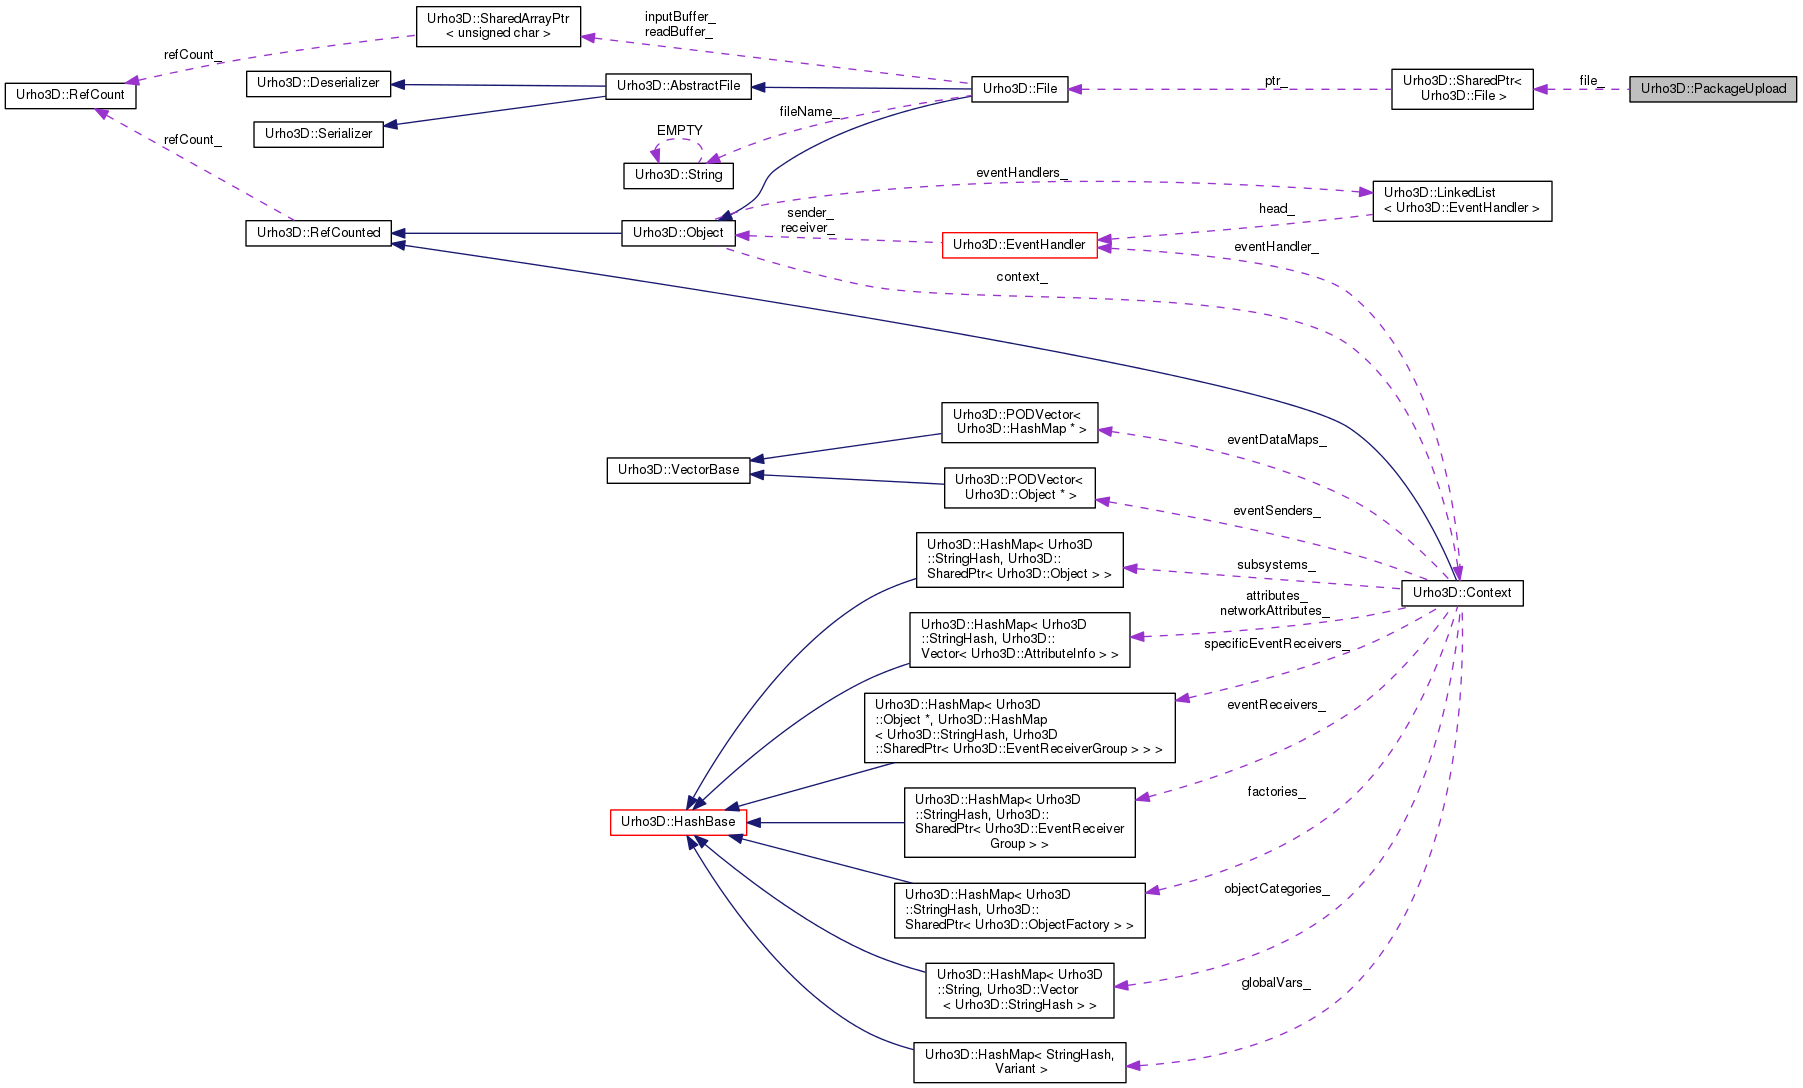 Urho3D::SharedArrayPtr
< unsigned char >
inputBuffer_
readBuffer_
refCount_
Urho3D::RefCount
Urho3D::Deserializer
Urho3D::AbstractFile
Urho3D::File
ptr_
Urho3D::SharedPtr<
Urho3D::File >
file_
Urho3D::PackageUpload
fileName_
Urho3D::Serializer
EMPTY
refCount_
Urho3D::String
eventHandlers_
Urho3D::LinkedList
< Urho3D::EventHandler >
head_
sender_
receiver_
Urho3D::RefCounted
Urho3D::Object
Urho3D::EventHandler
eventHandler_
context_
Urho3D::PODVector<
Urho3D::HashMap * >
eventDataMaps_
Urho3D::VectorBase
Urho3D::PODVector<
Urho3D::Object * >
eventSenders_
Urho3D::HashMap< Urho3D
::StringHash, Urho3D::
SharedPtr< Urho3D::Object > >
subsystems_
Urho3D::Context
attributes_
networkAttributes_
Urho3D::HashMap< Urho3D
::StringHash, Urho3D::
Vector< Urho3D::AttributeInfo > >
specificEventReceivers_
Urho3D::HashMap< Urho3D
::Object *, Urho3D::HashMap
< Urho3D::StringHash, Urho3D
::SharedPtr< Urho3D::EventReceiverGroup > > >
eventReceivers_
Urho3D::HashBase
Urho3D::HashMap< Urho3D
::StringHash, Urho3D::
SharedPtr< Urho3D::EventReceiver
Group > >
factories_
Urho3D::HashMap< Urho3D
::StringHash, Urho3D::
SharedPtr< Urho3D::ObjectFactory > >
objectCategories_
Urho3D::HashMap< Urho3D
::String, Urho3D::Vector
< Urho3D::StringHash > >
globalVars_
Urho3D::HashMap< StringHash,
Variant >